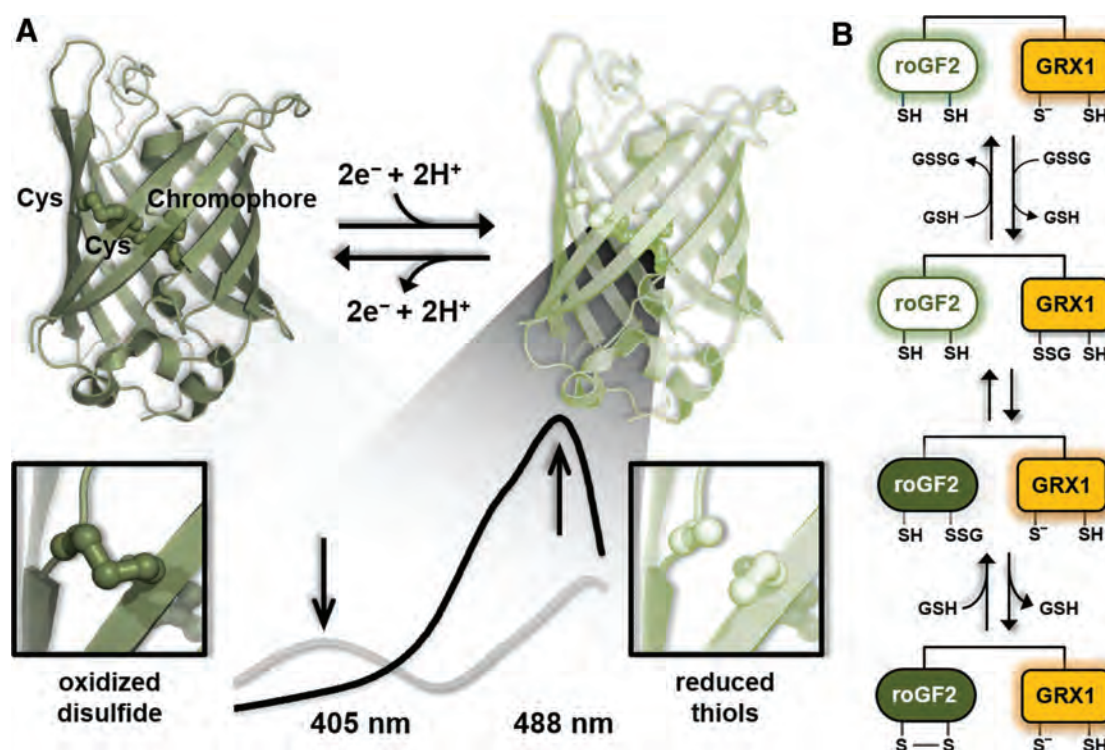 A
Cys
Cys
Chromophore
2e⁻ + 2H⁺
2e⁻ + 2H⁺
oxidized
disulfide
405 nm
488 nm
reduced
thiols
B
roGF2
GRX1
SH SH S⁻ SH
GSSG GSSG
GSH GSH
roGF2
GRX1
SH SH SSG SH
roGF2
GRX1
SH SSG S⁻ SH
GSH GSH
roGF2
GRX1
S — S S⁻ SH